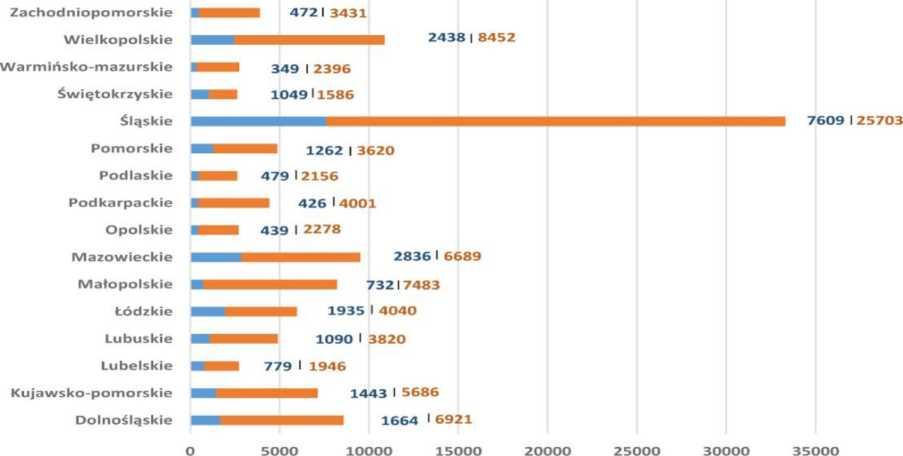 Zachodniopomorskie 472 | 3431
Wielkopolskie 2438 | 8452
Warmińsko-mazurskie 349 | 2396
Świętokrzyskie 1049 | 1586
Śląskie 7609 | 25703
Pomorskie 1262 | 3620
Podlaskie 479 | 2156
Podkarpackie 426 | 4001
Opolskie 439 | 2278
Mazowieckie 2836 | 6689
Małopolskie 732 | 7483
Łódzkie 1935 | 4040
Lubuskie 1090 | 3820
Lubelskie 779 | 1946
Kujawsko-pomorskie 1443 | 5686
Dolnośląskie 1664 | 6921
0 5000 10000 15000 20000 25000 30000 35000